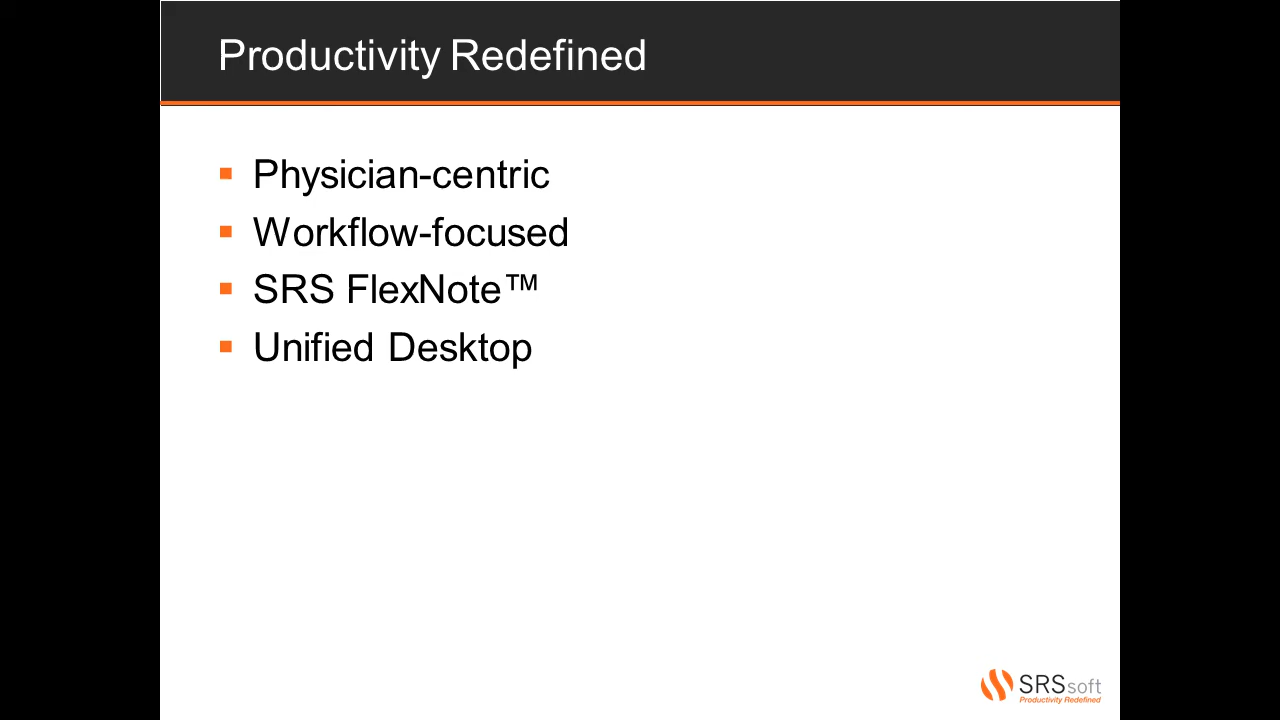 Productivity Redefined
Physician-centric
Workflow-focused
SRS FlexNote™
Unified Desktop
SRSsoft
Productivity Redefined